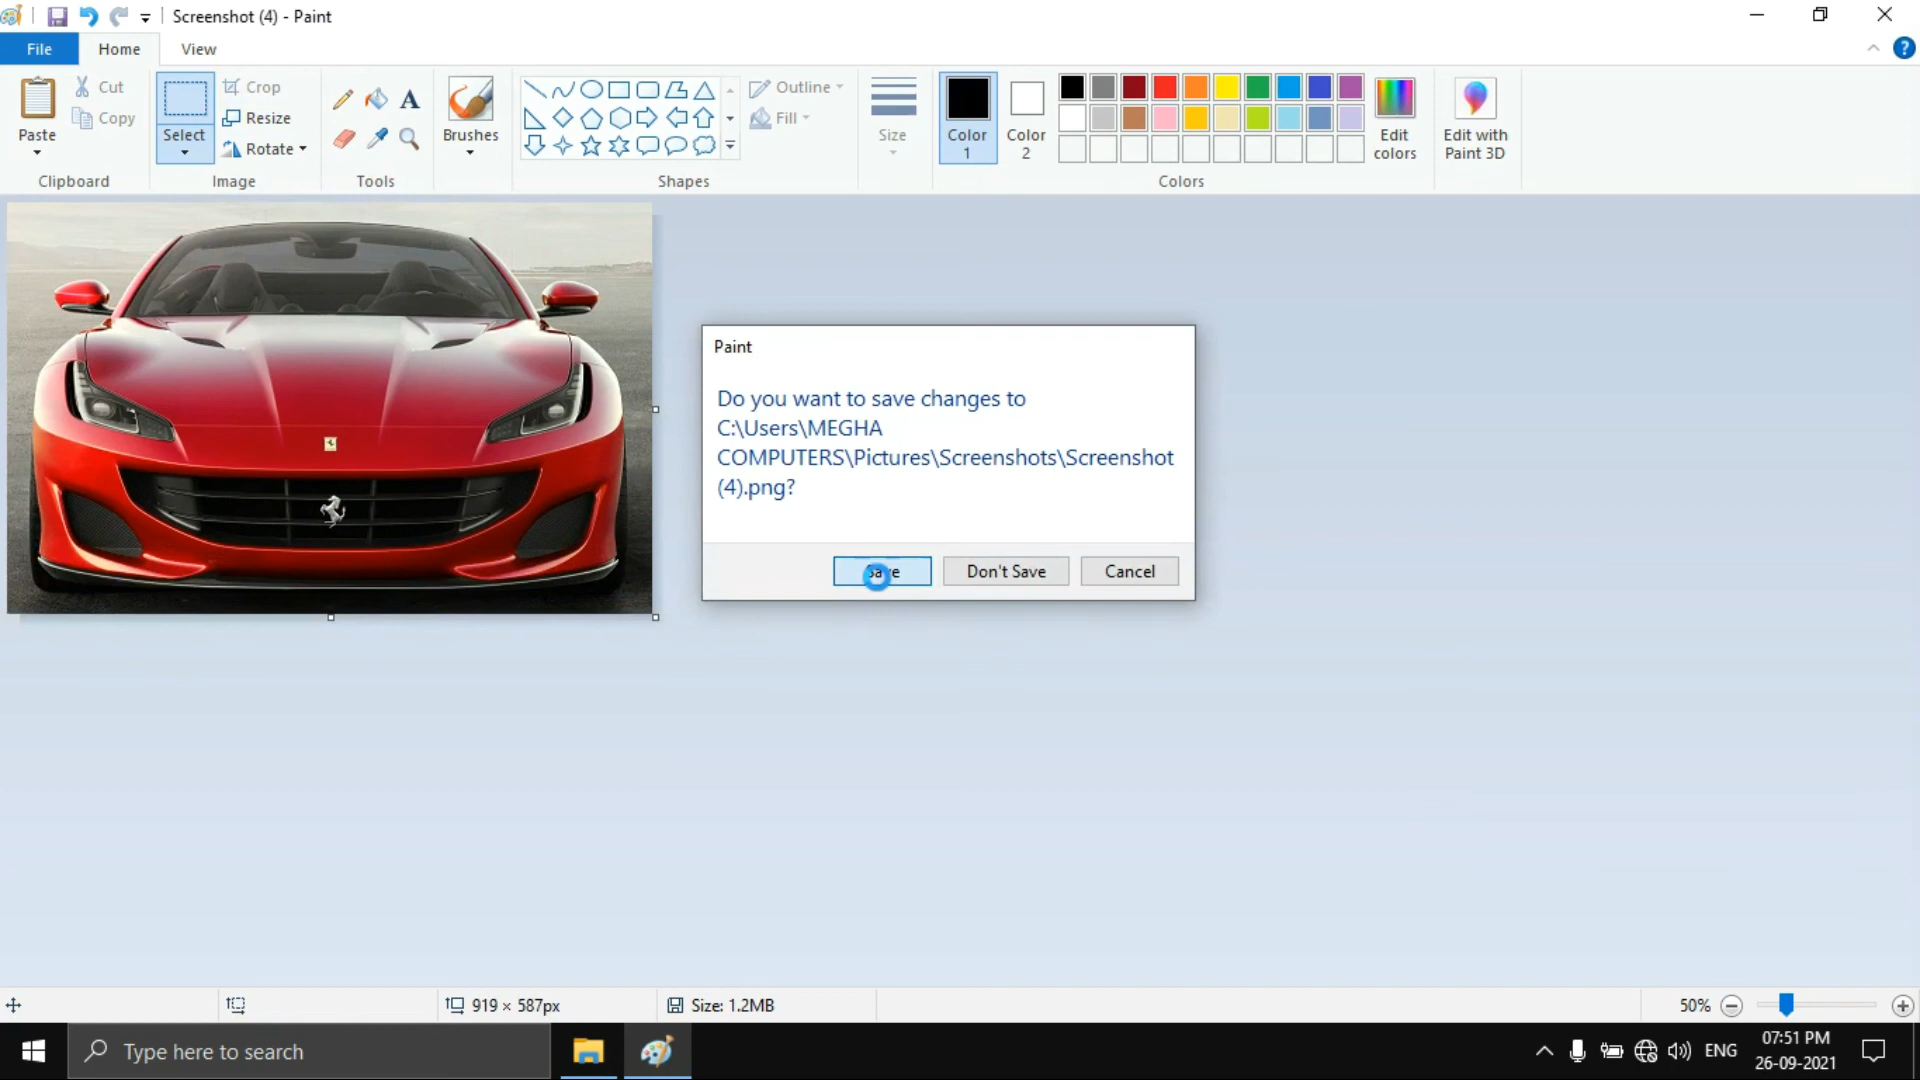 Screenshot (4) - Paint
File Home View
Paste
Cut
Copy
Clipboard
Select
Crop
Resize
Rotate
Image
Tools
Brushes
Shapes
Outline
Fill
Size
Color 1
Color 2
Colors
Edit colors
Edit with Paint 3D
Paint
Do you want to save changes to
C:\Users\MEGHA
COMPUTERS\Pictures\Screenshots\Screenshot
(4).png?
Save Don't Save Cancel
919 × 587px Size: 1.2MB 50%
Type here to search
ENG
07:51 PM
26-09-2021